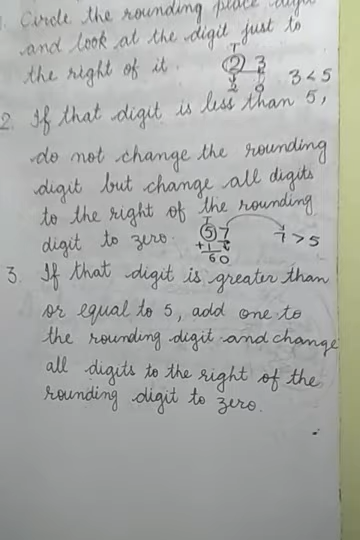 1. Circle the rounding place digit
and look at the digit just to
the right of it.
T
2 3
2 0
3 < 5
2. If that digit is less than 5,
do not change the rounding
digit but change all digits
to the right of the rounding
digit to zero.
T
5 7
+1
60
7 > 5
3. If that digit is greater than
or equal to 5, add one to
the rounding digit and change
all digits to the right of the
rounding digit to zero.